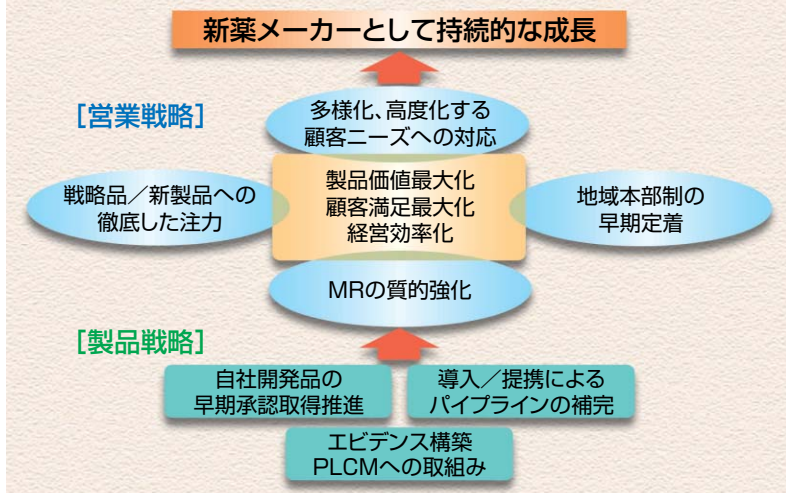 新薬メーカーとして持続的な成長
[営業戦略]
多様化、高度化する
顧客ニーズへの対応
戦略品／新製品への
徹底した注力
製品価値最大化
顧客満足最大化
経営効率化
地域本部制の
早期定着
MRの質的強化
[製品戦略]
自社開発品の
早期承認取得推進
導入／提携による
パイプラインの補完
エビデンス構築
PLCMへの取組み